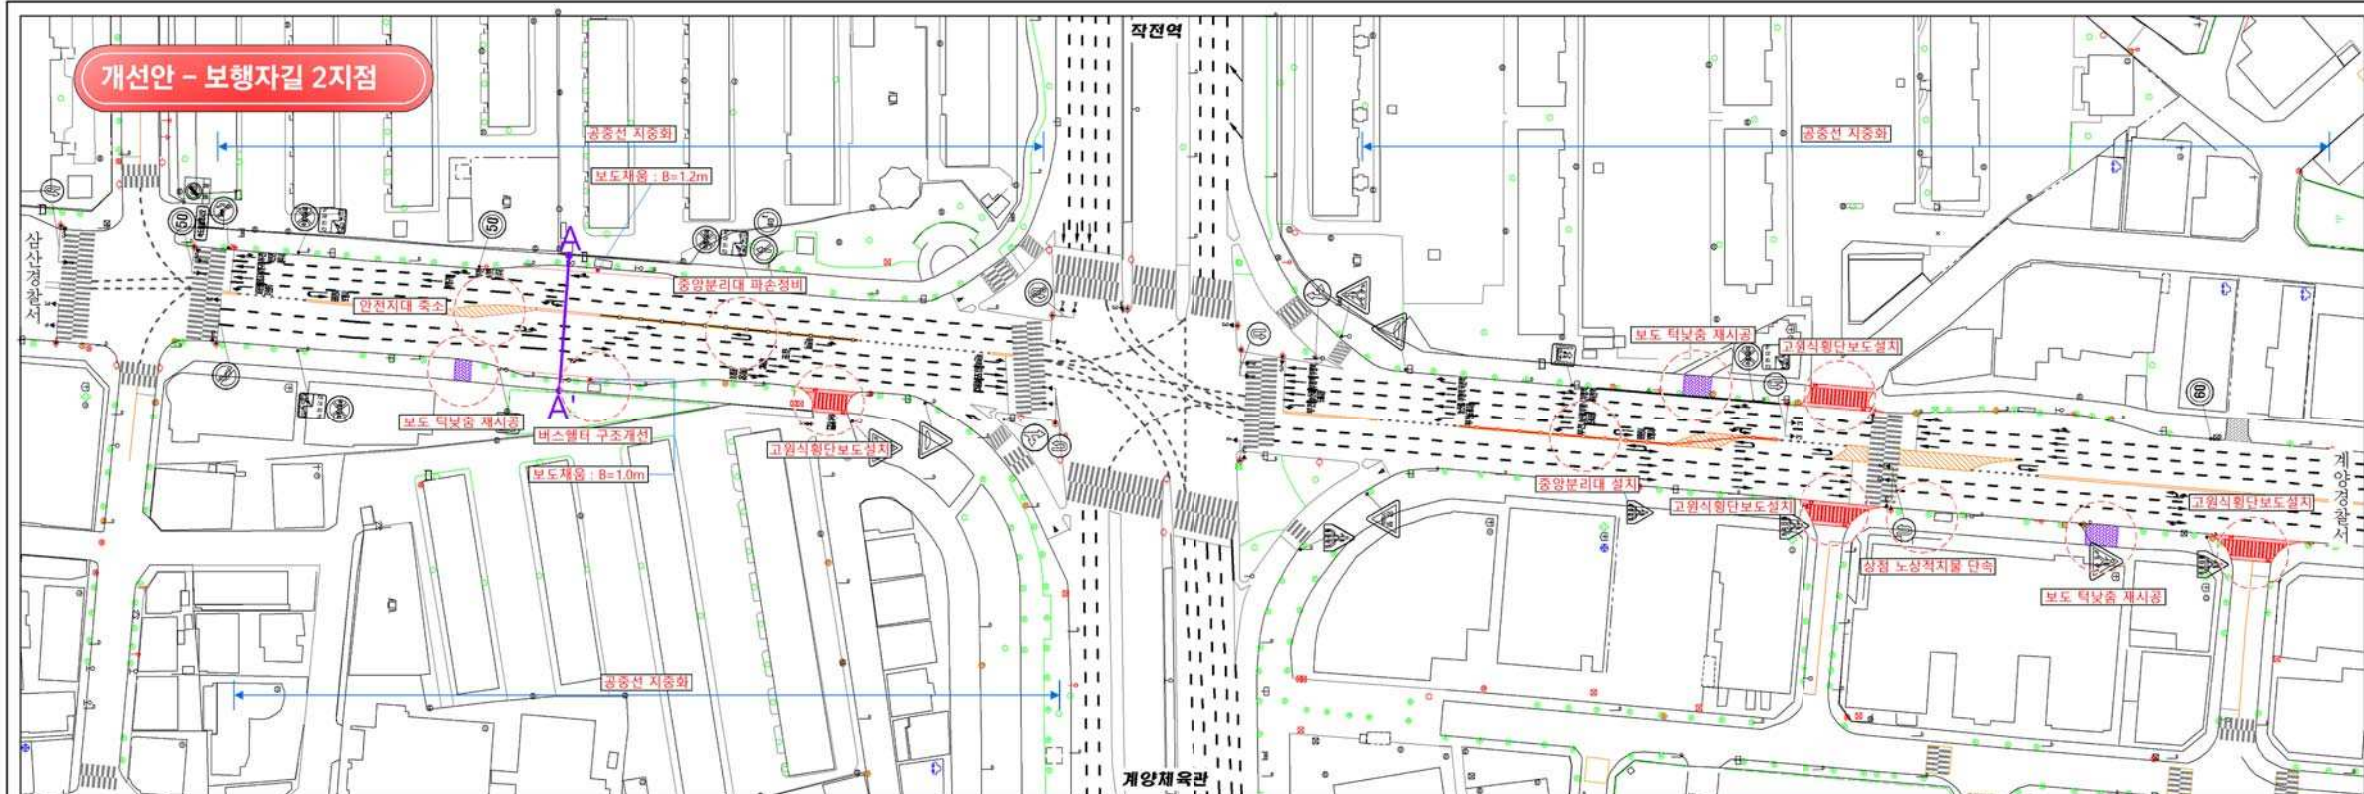 작전역
개선안 – 보행자길 2지점
공중선 지중화
공중선 지중화
보도채움 : B=1.2m
50
50
A
삼산경찰서
안전지대 축소
중앙분리대 파손정비
보도 턱낮춤 재시공
고원식횡단보도설치
60
A'
보도 턱낮춤 재시공
버스쉘터 구조개선
고원식횡단보도설치
보도채움 : B=1.0m
중앙분리대 설치
고원식횡단보도설치
고원식횡단보도설치
계양경찰서
상점 노상적치물 단속
보도 턱낮춤 재시공
공중선 지중화
계양체육관